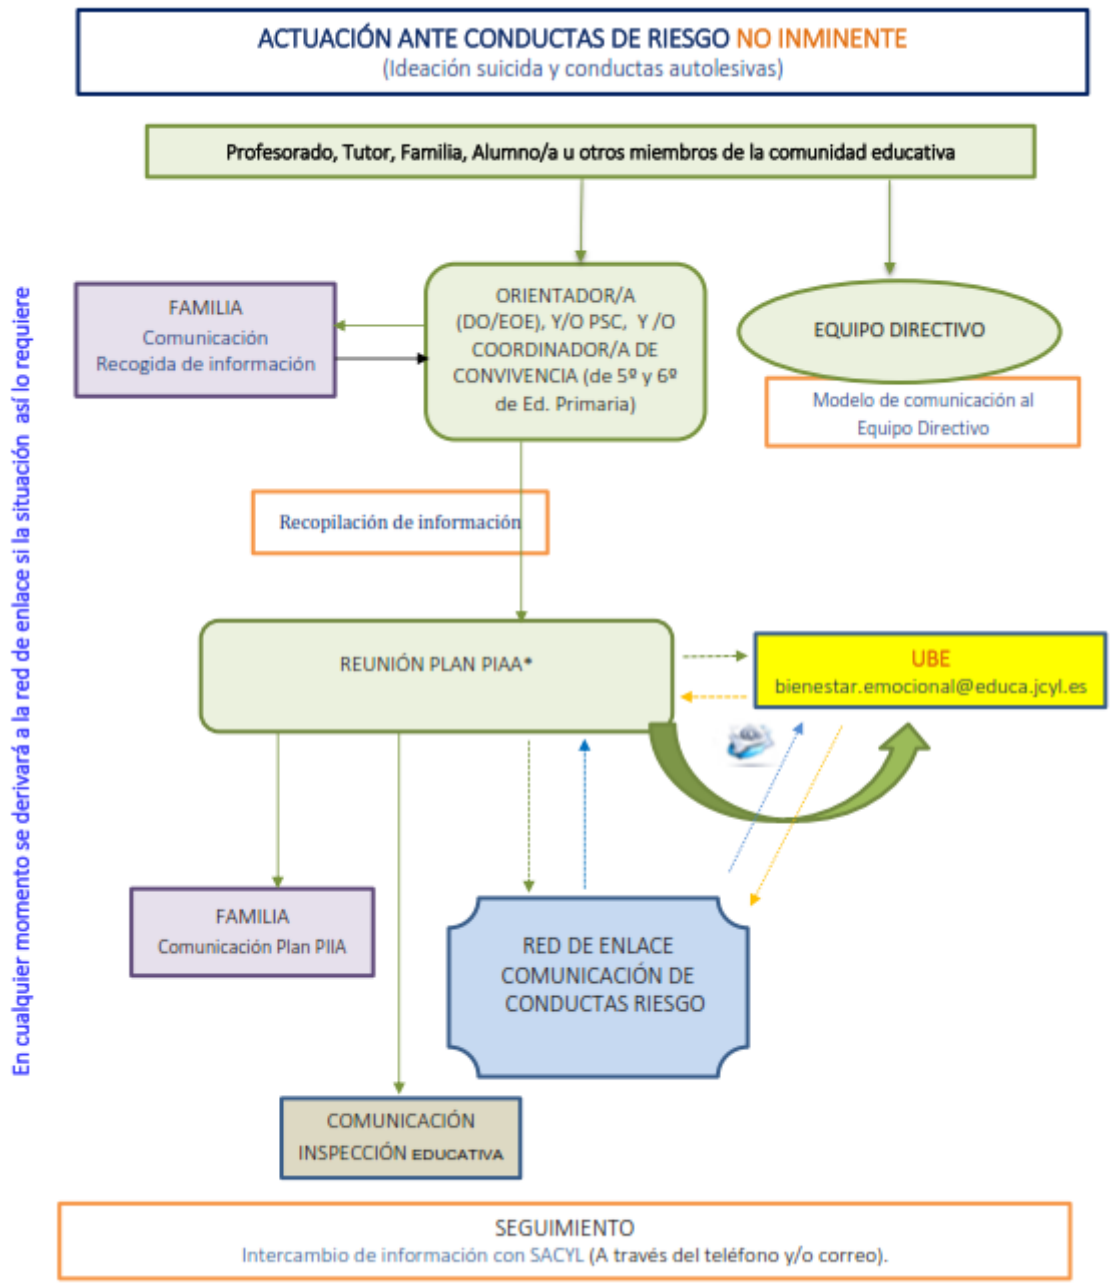 ACTUACIÓN ANTE CONDUCTAS DE RIESGO NO INMINENTE
(Ideación suicida y conductas autolesivas)
Profesorado, Tutor, Familia, Alumno/a u otros miembros de la comunidad educativa
En cualquier momento se derivará a la red de enlace si la situación así lo requiere
FAMILIA
Comunicación
Recogida de información
ORIENTADOR/A
(DO/EOE), Y/O PSC, Y /O
COORDINADOR/A DE
CONVIVENCIA (de 5º y 6º
de Ed. Primaria)
EQUIPO DIRECTIVO
Modelo de comunicación al
Equipo Directivo
Recopilación de información
REUNIÓN PLAN PIAA*
UBE
bienestar.emocional@educa.jcyl.es
FAMILIA
Comunicación Plan PIIA
RED DE ENLACE
COMUNICACIÓN DE
CONDUCTAS RIESGO
COMUNICACIÓN
INSPECCIÓN EDUCATIVA
SEGUIMIENTO
Intercambio de información con SACYL (A través del teléfono y/o correo).